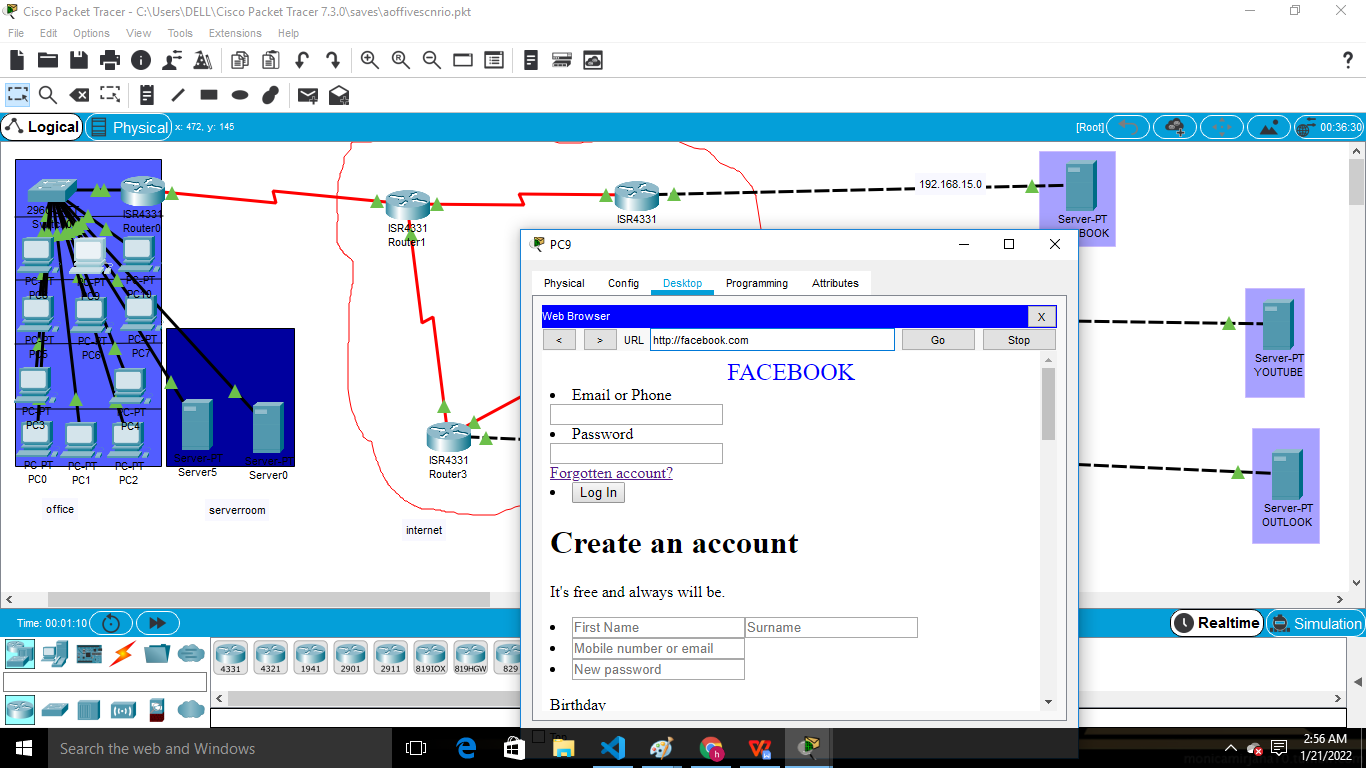 Cisco Packet Tracer - C:\Users\DELL\Cisco Packet Tracer 7.3.0\saves\aoffivescnrio.pkt
File Edit Options View Tools Extensions Help
?
Logical Physical x: 472, y: 145 [Root] 00:36:30
192.168.15.0
ISR4331
Router0
ISR4331
Router1
ISR4331
Server-PT
PC-PT
PC9
PC-PT
PC10
PC-PT
PC5
PC-PT
PC6
PC-PT
PC7
PC-PT
PC3
PC-PT
PC4
PC-PT
PC0
PC-PT
PC1
PC-PT
PC2
Server-PT
Server5
Server-PT
Server0
office
serverroom
ISR4331
Router3
internet
Server-PT
YOUTUBE
Server-PT
OUTLOOK
PC9
Physical Config Desktop Programming Attributes
Web Browser X
< > URL http://facebook.com Go Stop
FACEBOOK
• Email or Phone
• Password
Forgotten account?
• Log In
Create an account
It's free and always will be.
• First Name Surname
• Mobile number or email
• New password
Birthday
Top
Time: 00:01:10 Realtime Simulation
4331 4321 1941 2901 2911 819IOX 819HGW 829
Search the web and Windows
2:56 AM
1/21/2022